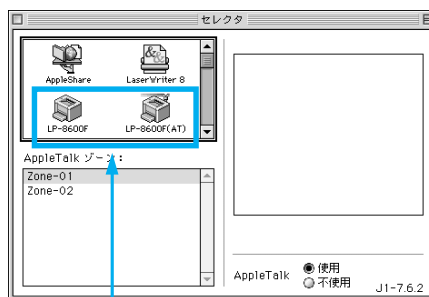 セレクタ
AppleShare
LaserWriter 8
LP-8600F
LP-8600F(AT)
AppleTalk ゾーン:
Zone-01
Zone-02
AppleTalk
使用
不使用
J1-7.6.2